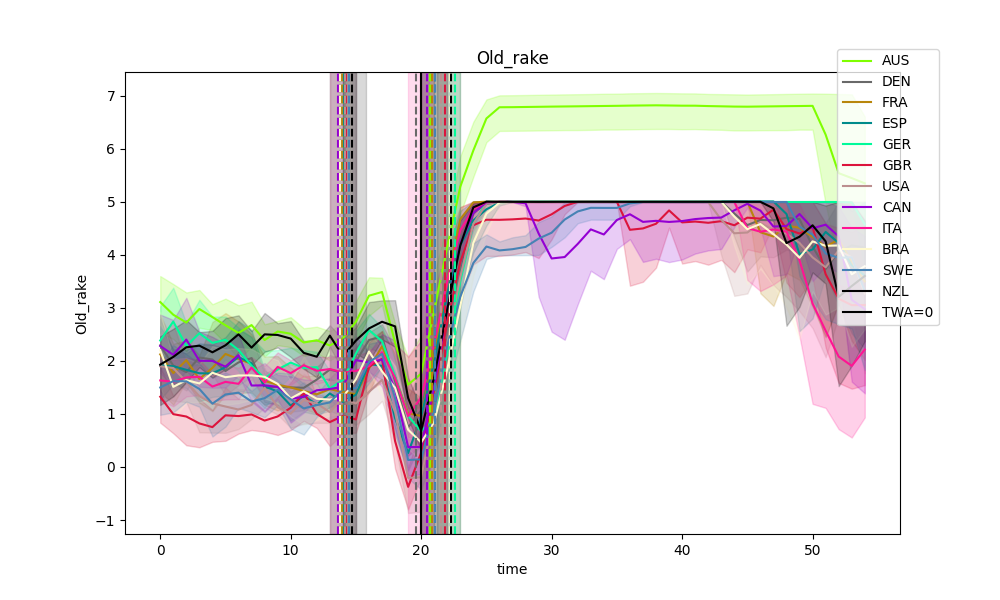 Old_rake
7
6
5
4
3
2
1
0
−1
Old_rake
0
10
20
30
40
50
time
AUS
DEN
FRA
ESP
GER
GBR
USA
CAN
ITA
BRA
SWE
NZL
TWA=0